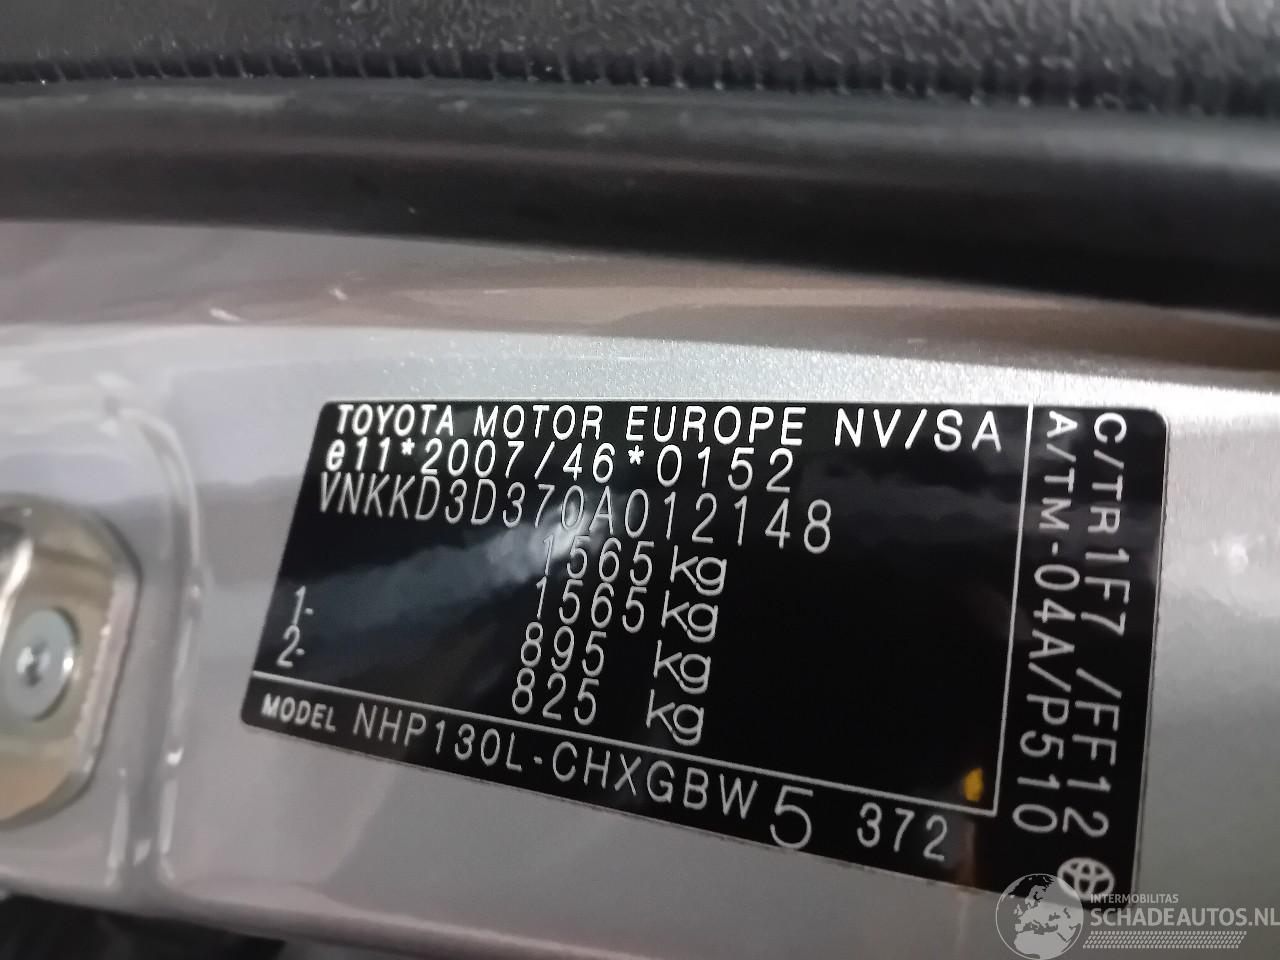 TOYOTA MOTOR EUROPE NV/SA
e11*2007/46*0152
VNKKD3D370A012148
1565 kg
1565 kg
1- 895 kg
2- 825 kg
MODEL NHP130L-CHXGBW 5 372
C/TR1F7 /FF12
A/TM-04A/P510
INTERMOBILITAS
SCHADEAUTOS.NL